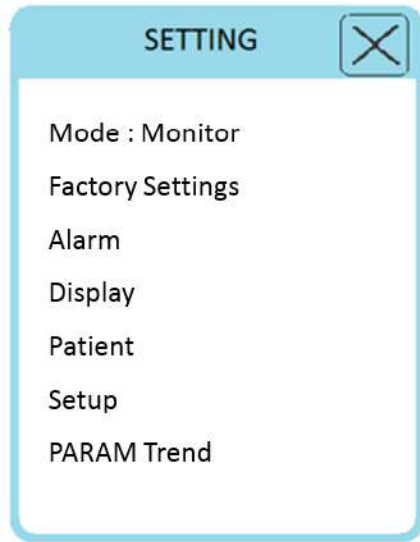 SETTING
Mode : Monitor
Factory Settings
Alarm
Display
Patient
Setup
PARAM Trend